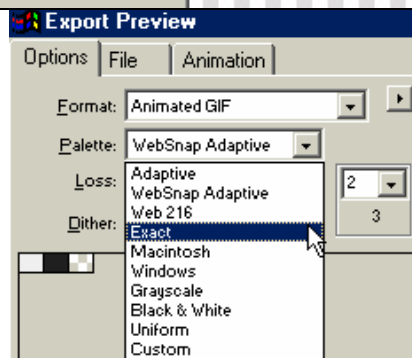 Export Preview
Options File Animation
Format: Animated GIF
Palette: WebSnap Adaptive
Loss: Adaptive
WebSnap Adaptive
2
Web 216
3
Dither: Exact
Macintosh
Windows
Grayscale
Black & White
Uniform
Custom